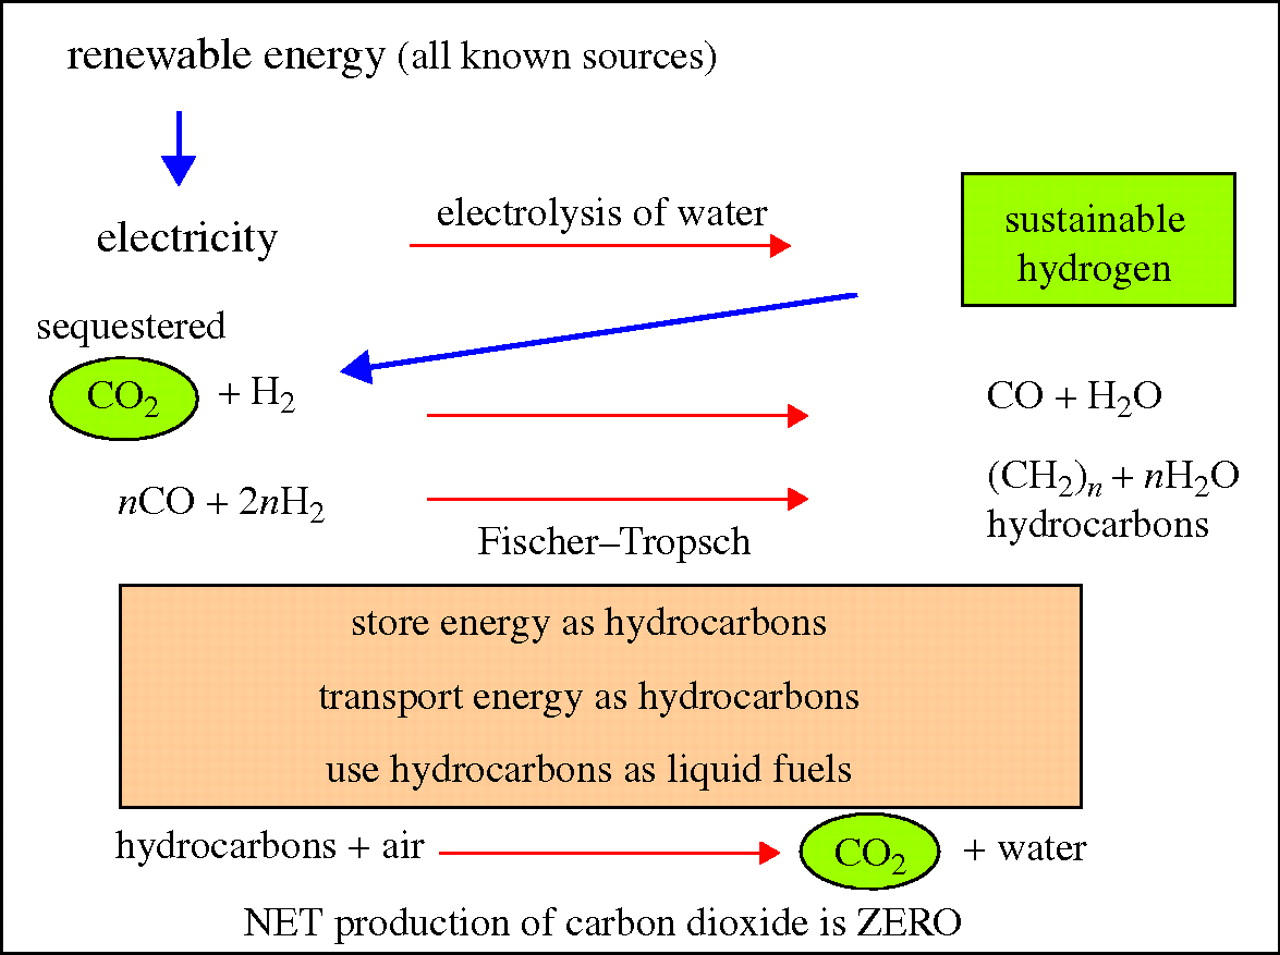 renewable energy (all known sources)
electricity
electrolysis of water
sustainable
hydrogen
sequestered
CO₂ + H₂
CO + H₂O
nCO + 2nH₂
(CH₂)ₙ + nH₂O
hydrocarbons
Fischer–Tropsch
store energy as hydrocarbons
transport energy as hydrocarbons
use hydrocarbons as liquid fuels
hydrocarbons + air
CO₂ + water
NET production of carbon dioxide is ZERO